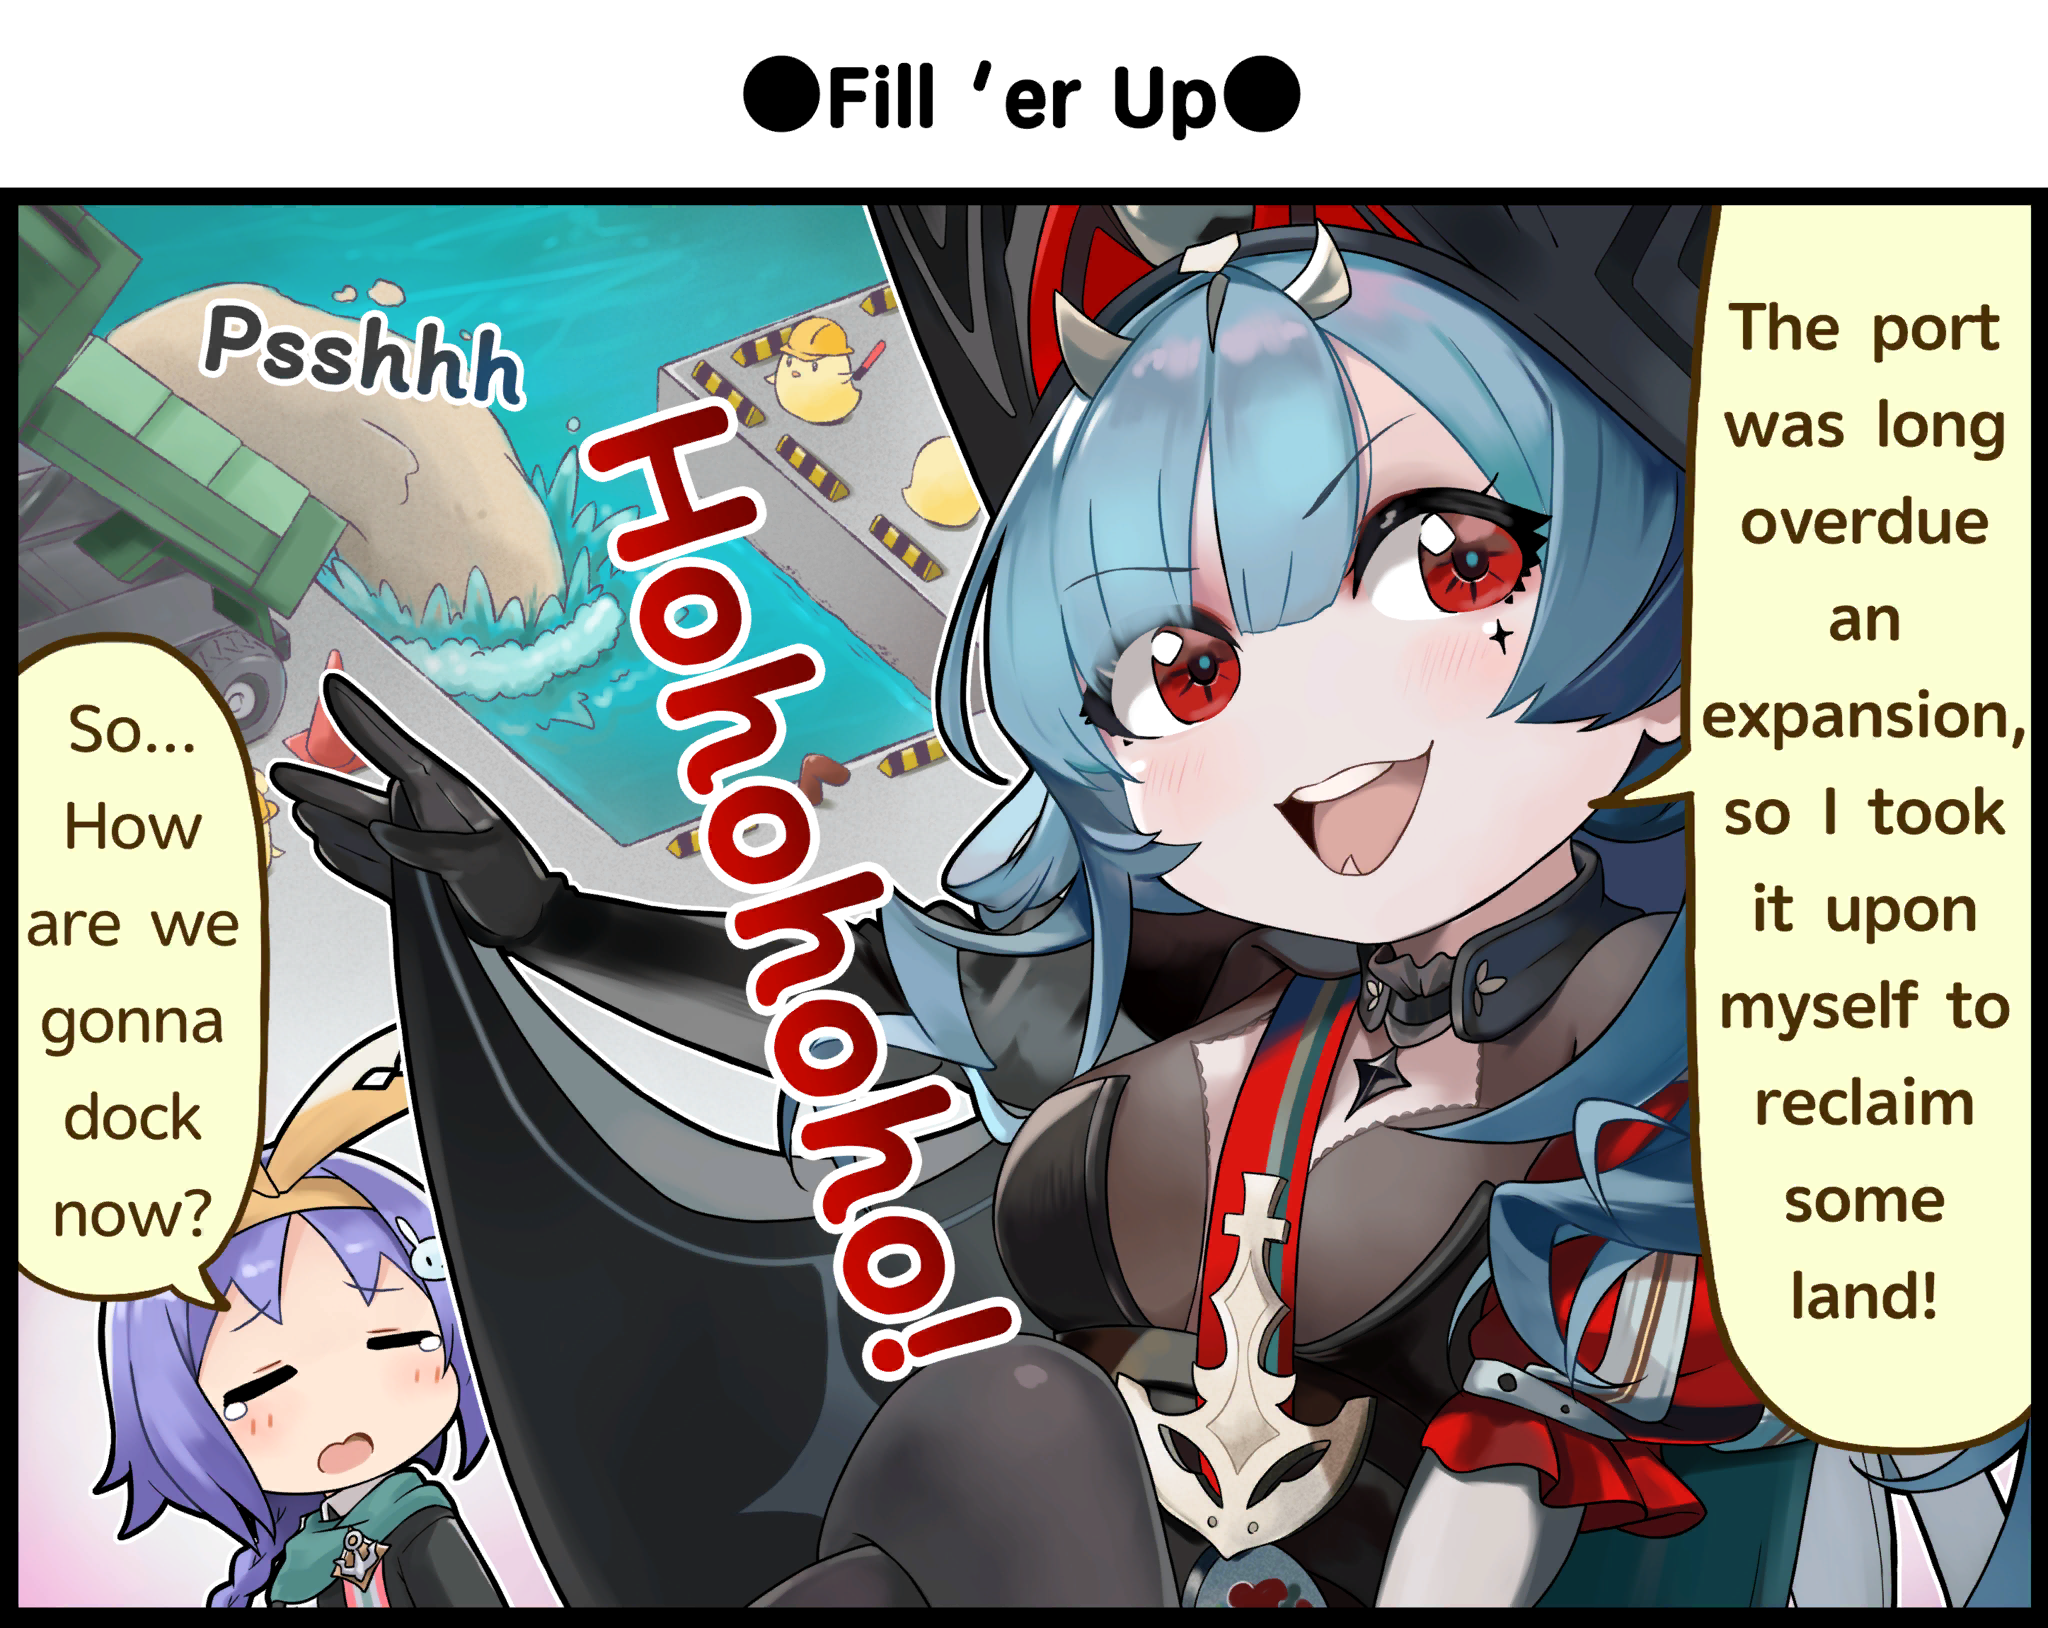 ●Fill 'er Up●
The port
was long
overdue
an
expansion,
so I took
it upon
myself to
reclaim
some
land!
Psshhh
Hohohohoho!
So...
How
are we
gonna
dock
now?